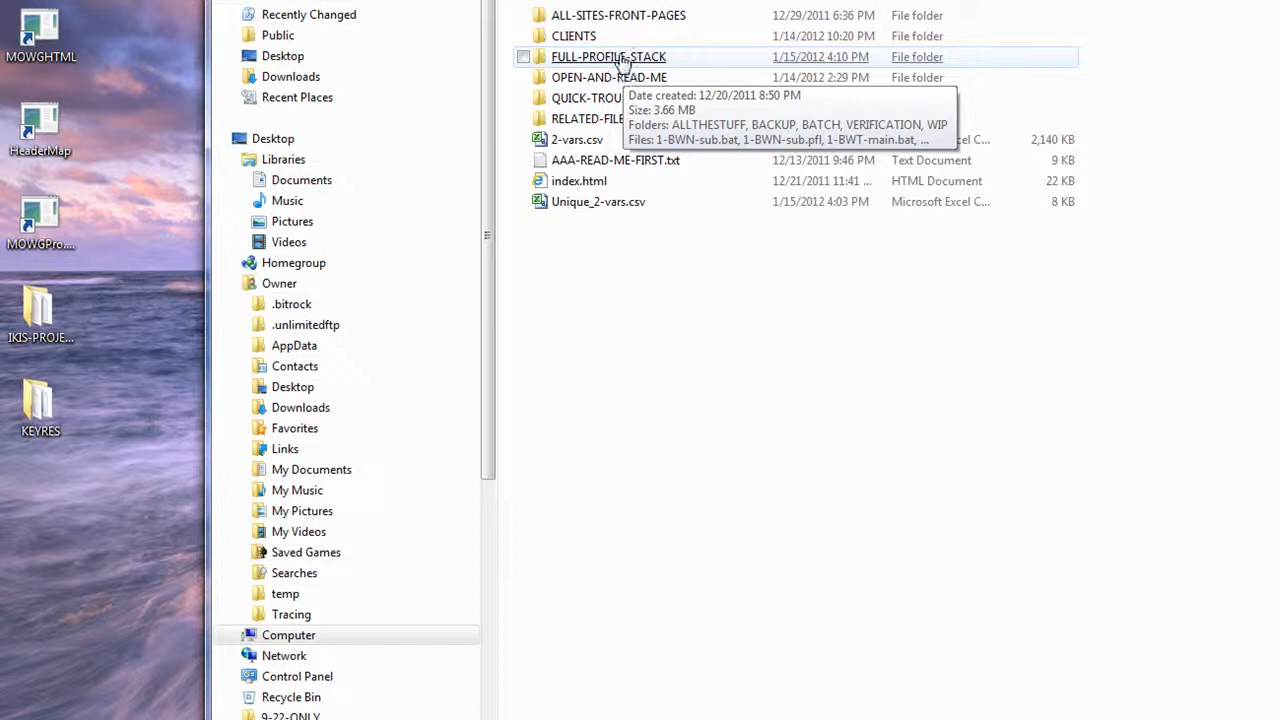 MOWGHTML
HeaderMap
MOWGPro....
IKIS-PROJE...
KEYRES
Recently Changed
Public
Desktop
Downloads
Recent Places
Desktop
Libraries
Documents
Music
Pictures
Videos
Homegroup
Owner
.bitrock
.unlimitedftp
AppData
Contacts
Desktop
Downloads
Favorites
Links
My Documents
My Music
My Pictures
My Videos
Saved Games
Searches
temp
Tracing
Computer
Network
Control Panel
Recycle Bin
9-22-ONLY
ALL-SITES-FRONT-PAGES 12/29/2011 6:36 PM File folder
CLIENTS 1/14/2012 10:20 PM File folder
FULL-PROFILE-STACK 1/15/2012 4:10 PM File folder
OPEN-AND-READ-ME 1/14/2012 2:29 PM File folder
QUICK-TROU
RELATED-FILE
Date created: 12/20/2011 8:50 PM
Size: 3.66 MB
Folders: ALLTHESTUFF, BACKUP, BATCH, VERIFICATION, WIP
Files: 1-BWN-sub.bat, 1-BWN-sub.pfl, 1-BWT-main.bat, ...
2-vars.csv el C... 2,140 KB
AAA-READ-ME-FIRST.txt 12/13/2011 9:46 PM Text Document 9 KB
index.html 12/21/2011 11:41 ... HTML Document 22 KB
Unique_2-vars.csv 1/15/2012 4:03 PM Microsoft Excel C... 8 KB